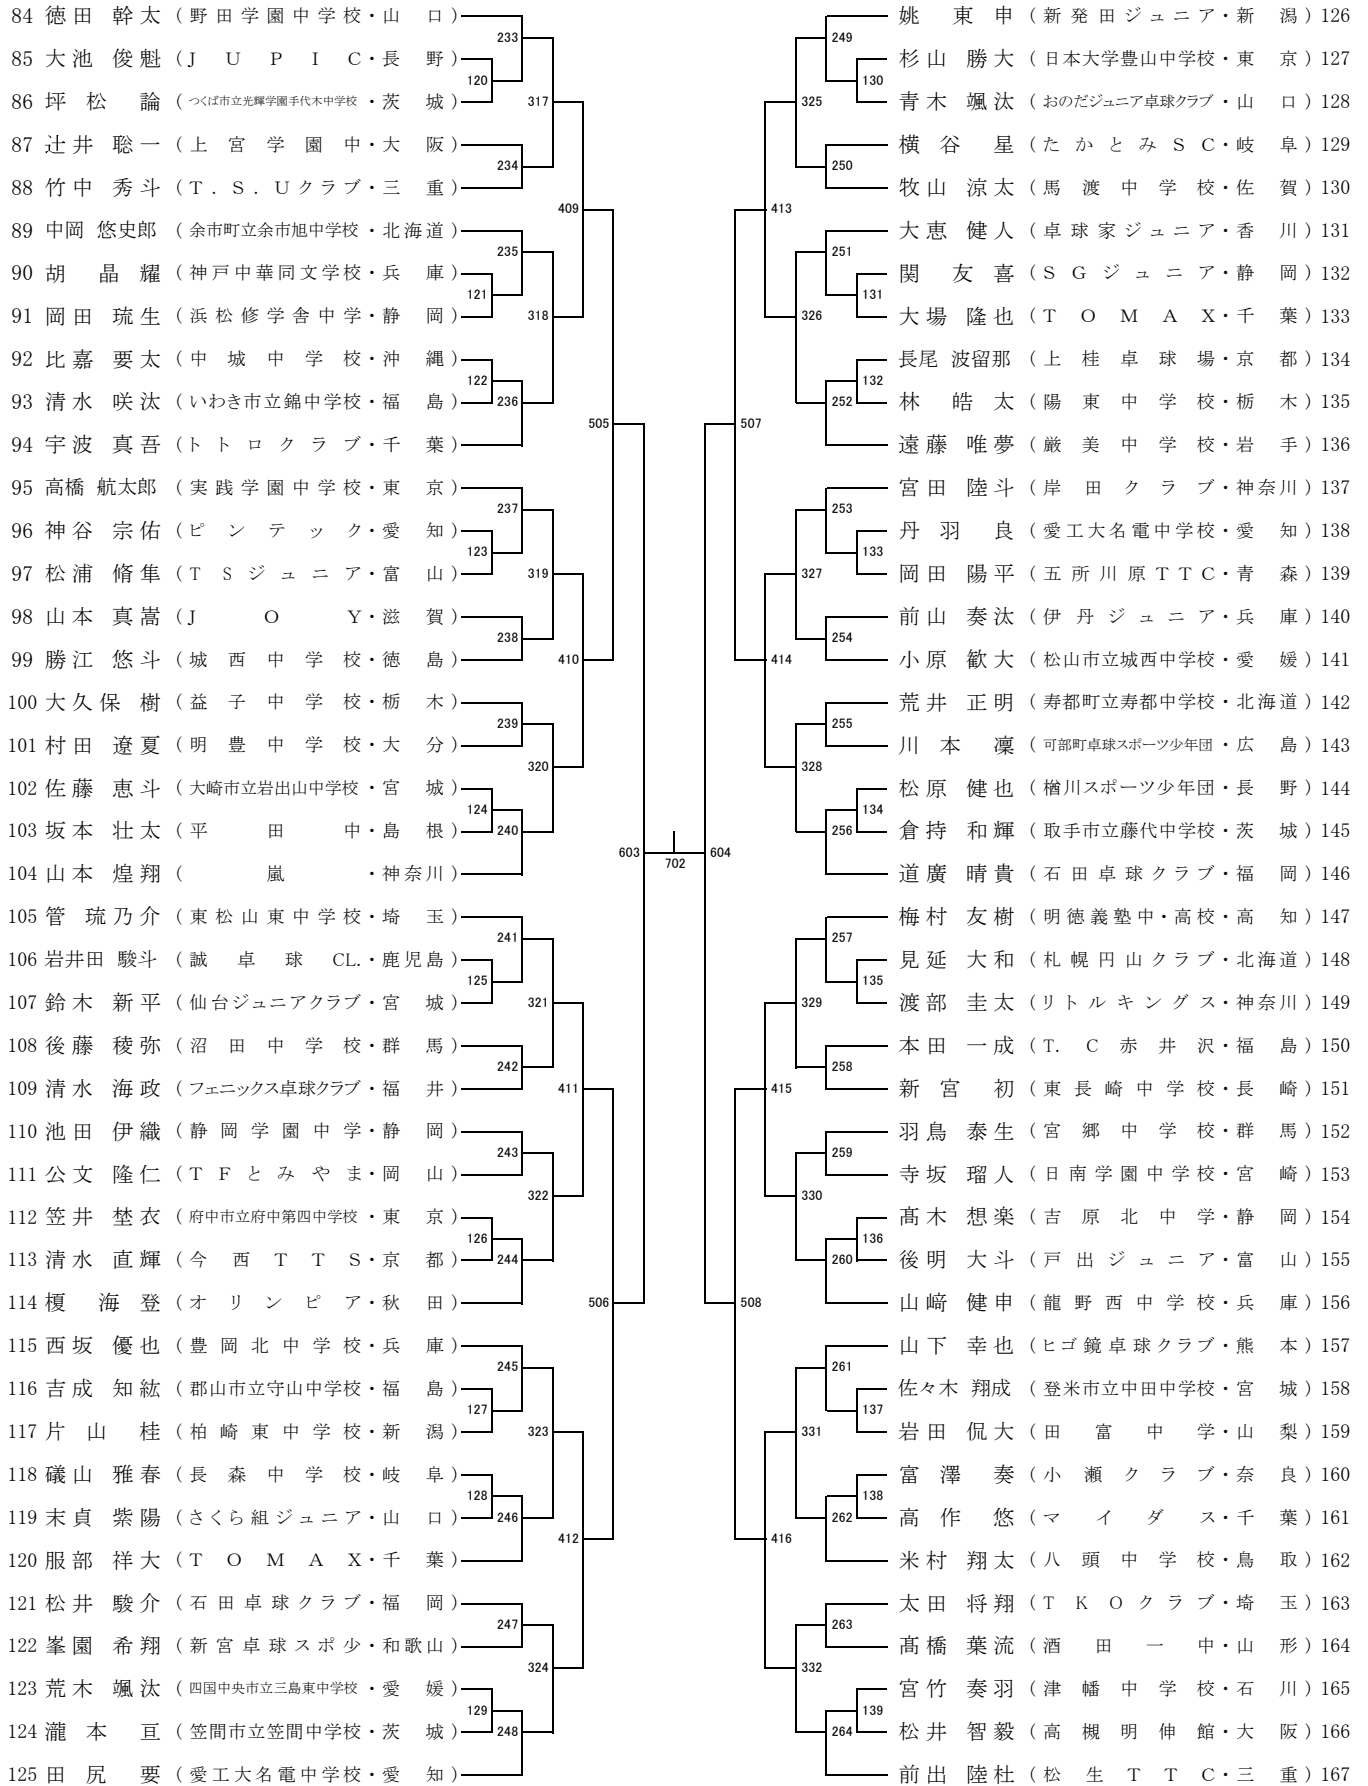 84 徳田 幹太 (野田学園中学校・山口)
233
85 大池 俊魁 (JUPIC・長野)
120
86 坪松 論 (つくば市立光輝学園手代木中学校・茨城)
317
87 辻井 聡一 (上宮学園中・大阪)
234
88 竹中 秀斗 (T.S.Uクラブ・三重)
409
89 中岡 悠史郎 (余市町立余市旭中学校・北海道)
235
90 胡 晶耀 (神戸中華同文学校・兵庫)
121
91 岡田 琉生 (浜松修学舎中学・静岡)
318
92 比嘉 要太 (中城中学校・沖縄)
122
93 清水 咲汰 (いわき市立錦中学校・福島)
236
505
94 宇波 真吾 (トトロクラブ・千葉)
95 高橋 航太郎 (実践学園中学校・東京)
237
96 神谷 宗佑 (ピンテック・愛知)
123
97 松浦 脩隼 (TSジュニア・富山)
319
98 山本 真嵩 (JOY・滋賀)
238
99 勝江 悠斗 (城西中学校・徳島)
410
100 大久保 樹 (益子中学校・栃木)
239
101 村田 遼夏 (明豊中学校・大分)
320
102 佐藤 恵斗 (大崎市立岩出山中学校・宮城)
124
103 坂本 壮太 (平田中・島根)
240
603
702
104 山本 煌翔 (嵐・神奈川)
105 管 琉乃介 (東松山東中学校・埼玉)
241
106 岩井田 駿斗 (誠卓球CL.・鹿児島)
125
107 鈴木 新平 (仙台ジュニアクラブ・宮城)
321
108 後藤 稜弥 (沼田中学校・群馬)
242
109 清水 海政 (フェニックス卓球クラブ・福井)
411
110 池田 伊織 (静岡学園中学・静岡)
243
111 公文 隆仁 (TFとみやま・岡山)
322
112 笠井 埜衣 (府中市立府中第四中学校・東京)
126
113 清水 直輝 (今西TTS・京都)
244
506
114 榎 海登 (オリンピア・秋田)
115 西坂 優也 (豊岡北中学校・兵庫)
245
116 吉成 知紘 (郡山市立守山中学校・福島)
127
117 片山 桂 (柏崎東中学校・新潟)
323
118 礒山 雅春 (長森中学校・岐阜)
128
119 末貞 紫陽 (さくら組ジュニア・山口)
246
412
120 服部 祥大 (TOMAX・千葉)
121 松井 駿介 (石田卓球クラブ・福岡)
247
122 峯園 希翔 (新宮卓球スポ少・和歌山)
324
123 荒木 颯汰 (四国中央市立三島東中学校・愛媛)
129
124 瀧本 亘 (笠間市立笠間中学校・茨城)
248
125 田尻 要 (愛工大名電中学校・愛知)
姚 東申 (新発田ジュニア・新潟) 126
249
杉山 勝大 (日本大学豊山中学校・東京) 127
130
青木 颯汰 (おのだジュニア卓球クラブ・山口) 128
325
横谷 星 (たかとみSC・岐阜) 129
250
牧山 涼太 (馬渡中学校・佐賀) 130
413
大恵 健人 (卓球家ジュニア・香川) 131
251
関 友喜 (SGジュニア・静岡) 132
131
大場 隆也 (TOMAX・千葉) 133
326
長尾 波留那 (上桂卓球場・京都) 134
132
林 皓太 (陽東中学校・栃木) 135
252
507
遠藤 唯夢 (厳美中学校・岩手) 136
宮田 陸斗 (岸田クラブ・神奈川) 137
253
丹羽 良 (愛工大名電中学校・愛知) 138
133
岡田 陽平 (五所川原TTC・青森) 139
327
前山 奏汰 (伊丹ジュニア・兵庫) 140
254
小原 歓大 (松山市立城西中学校・愛媛) 141
414
荒井 正明 (寿都町立寿都中学校・北海道) 142
255
川本 凜 (可部町卓球スポーツ少年団・広島) 143
328
松原 健也 (楢川スポーツ少年団・長野) 144
134
倉持 和輝 (取手市立藤代中学校・茨城) 145
256
604
道廣 晴貴 (石田卓球クラブ・福岡) 146
梅村 友樹 (明徳義塾中・高校・高知) 147
257
見延 大和 (札幌円山クラブ・北海道) 148
135
渡部 圭太 (リトルキングス・神奈川) 149
329
本田 一成 (T.C赤井沢・福島) 150
258
新宮 初 (東長崎中学校・長崎) 151
415
羽鳥 泰生 (宮郷中学校・群馬) 152
259
寺坂 瑠人 (日南学園中学校・宮崎) 153
330
髙木 想楽 (吉原北中学・静岡) 154
136
後明 大斗 (戸出ジュニア・富山) 155
260
508
山﨑 健申 (龍野西中学校・兵庫) 156
山下 幸也 (ヒゴ鏡卓球クラブ・熊本) 157
261
佐々木 翔成 (登米市立中田中学校・宮城) 158
137
岩田 侃大 (田富中学・山梨) 159
331
富澤 奏 (小瀬クラブ・奈良) 160
138
高作 悠 (マイダス・千葉) 161
262
416
米村 翔太 (八頭中学校・鳥取) 162
太田 将翔 (TKOクラブ・埼玉) 163
263
髙橋 葉流 (酒田一中・山形) 164
332
宮竹 奏羽 (津幡中学校・石川) 165
139
松井 智毅 (高槻明伸館・大阪) 166
264
前出 陸杜 (松生TTC・三重) 167